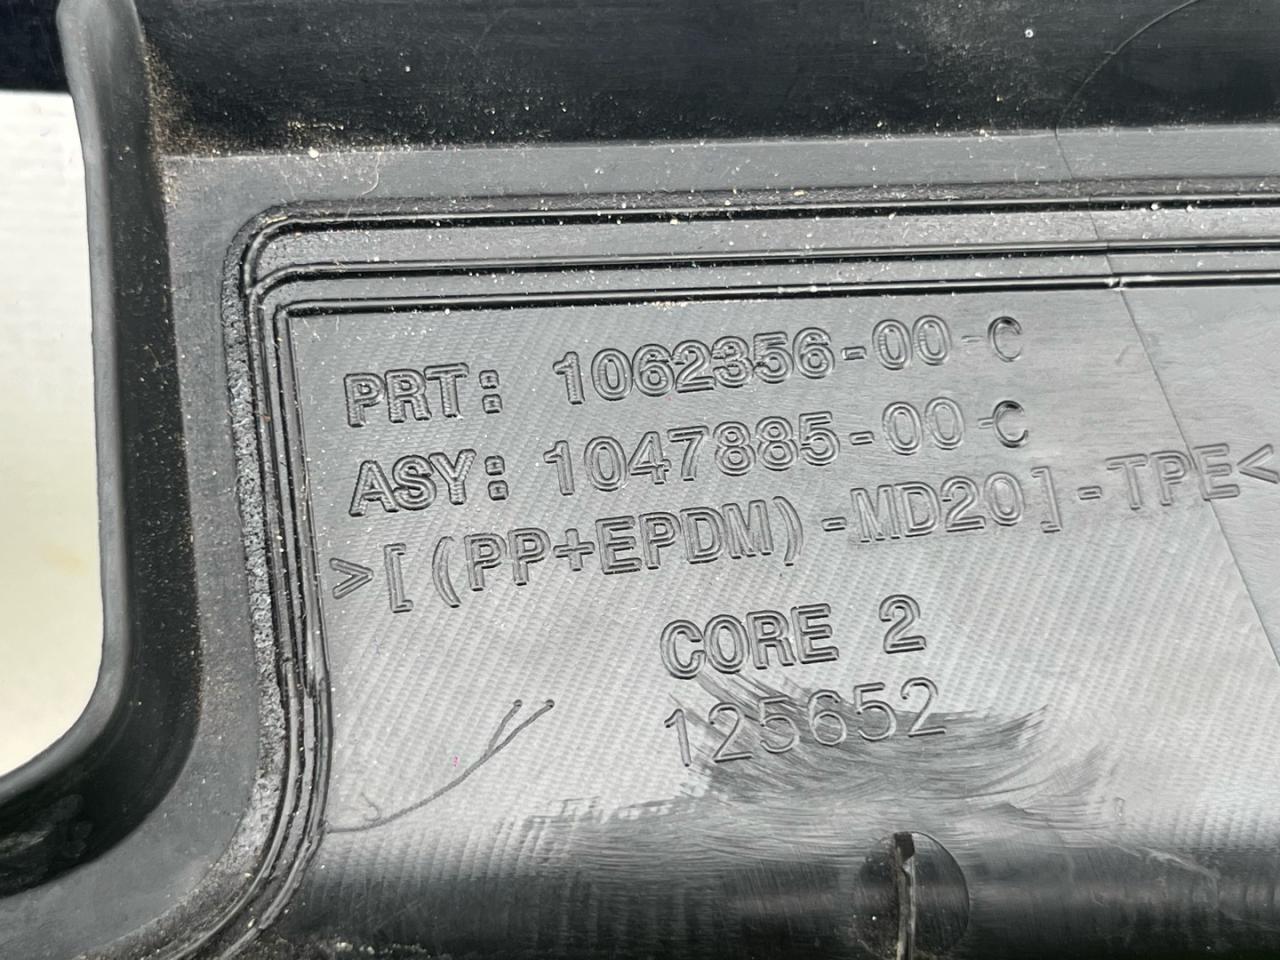 PRT: 1062356-00-C
ASY: 1047885-00-C
>[(PP+EPDM)-MD20]-TPE<
CORE 2
125652